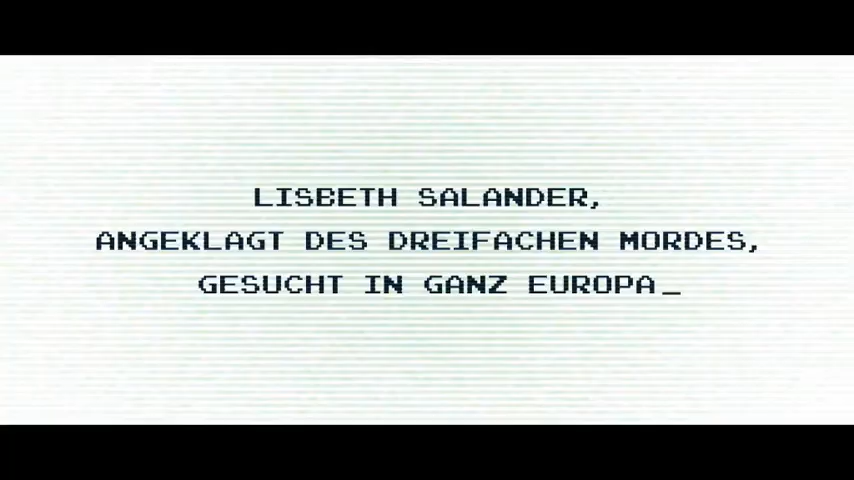 LISBETH SALANDER,
ANGEKLAGT DES DREIFACHEN MORDES,
GESUCHT IN GANZ EUROPA_